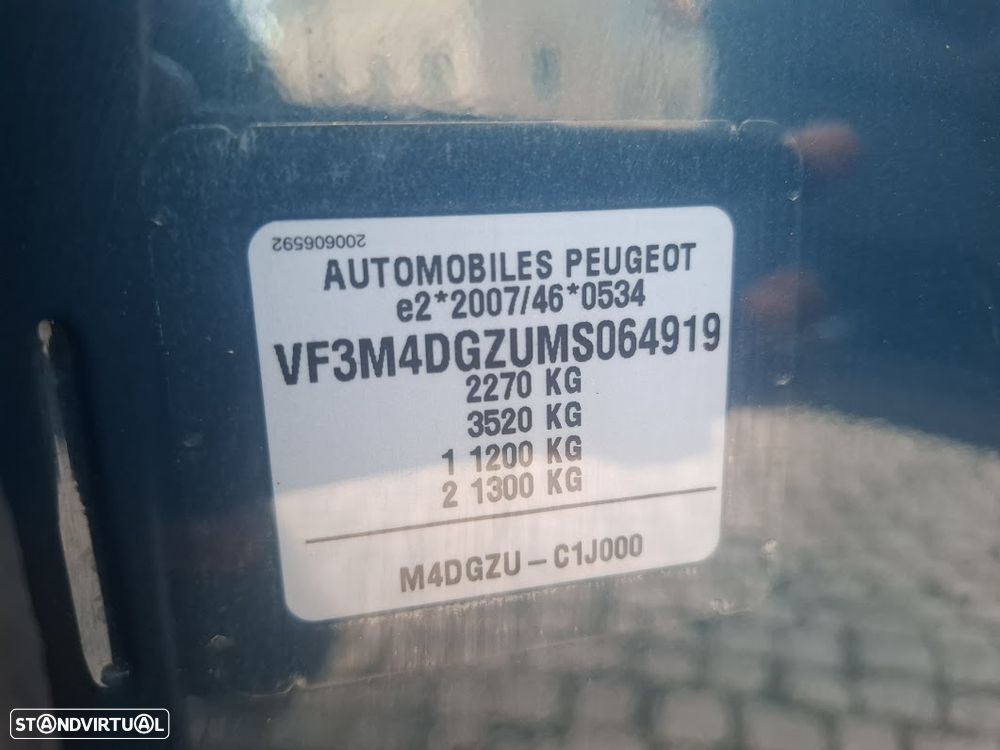 200606592
AUTOMOBILES PEUGEOT
e2*2007/46*0534
VF3M4DGZUMS064919
2270 KG
3520 KG
1 1200 KG
2 1300 KG
M4DGZU – C1J000
STANDVIRTUAL